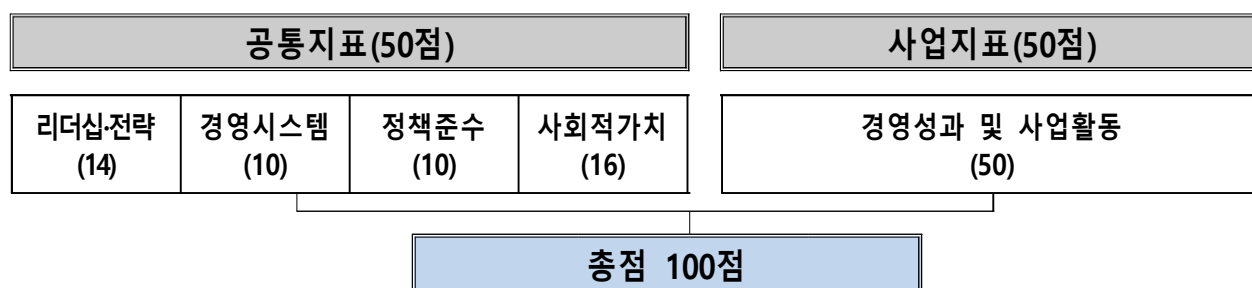 공통지표(50점)
사업지표(50점)
리더십·전략
(14)
경영시스템
(10)
정책준수
(10)
사회적가치
(16)
경영성과 및 사업활동
(50)
총점 100점